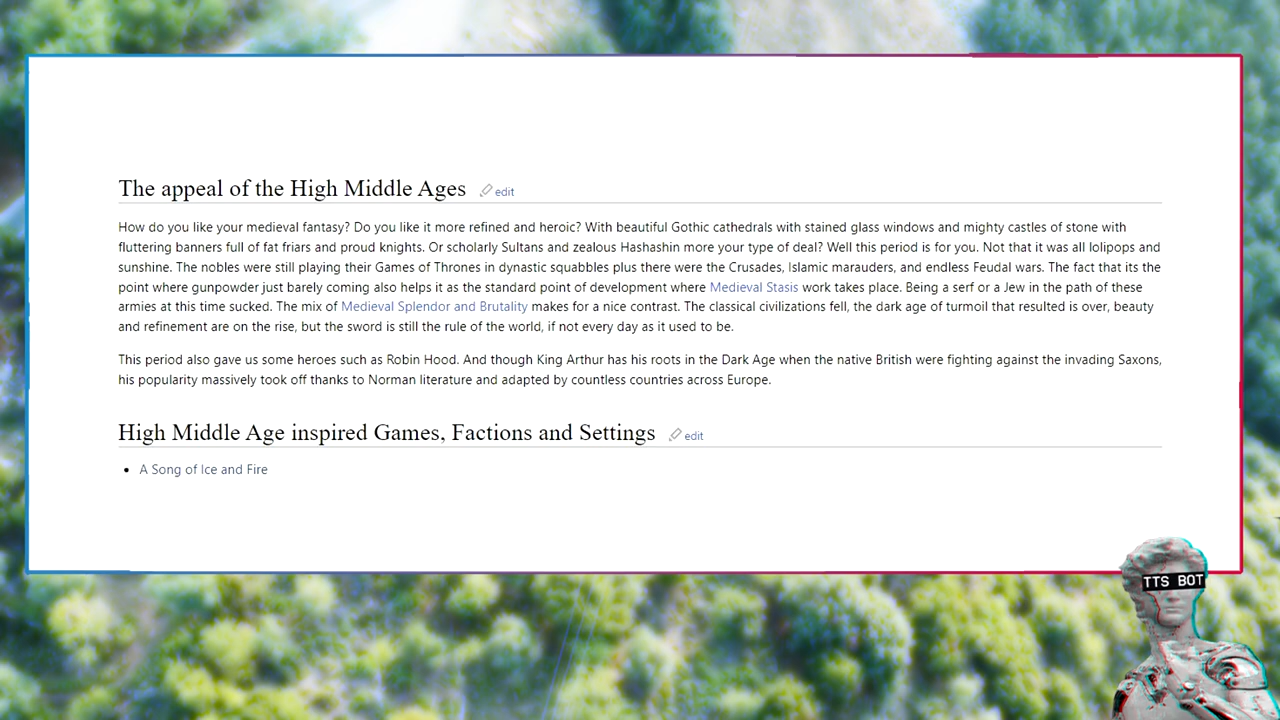 The appeal of the High Middle Ages edit
How do you like your medieval fantasy? Do you like it more refined and heroic? With beautiful Gothic cathedrals with stained glass windows and mighty castles of stone with
fluttering banners full of fat friars and proud knights. Or scholarly Sultans and zealous Hashashin more your type of deal? Well this period is for you. Not that it was all lolipops and
sunshine. The nobles were still playing their Games of Thrones in dynastic squabbles plus there were the Crusades, Islamic marauders, and endless Feudal wars. The fact that its the
point where gunpowder just barely coming also helps it as the standard point of development where Medieval Stasis work takes place. Being a serf or a Jew in the path of these
armies at this time sucked. The mix of Medieval Splendor and Brutality makes for a nice contrast. The classical civilizations fell, the dark age of turmoil that resulted is over, beauty
and refinement are on the rise, but the sword is still the rule of the world, if not every day as it used to be.
This period also gave us some heroes such as Robin Hood. And though King Arthur has his roots in the Dark Age when the native British were fighting against the invading Saxons,
his popularity massively took off thanks to Norman literature and adapted by countless countries across Europe.
High Middle Age inspired Games, Factions and Settings edit
• A Song of Ice and Fire
TTS BOT